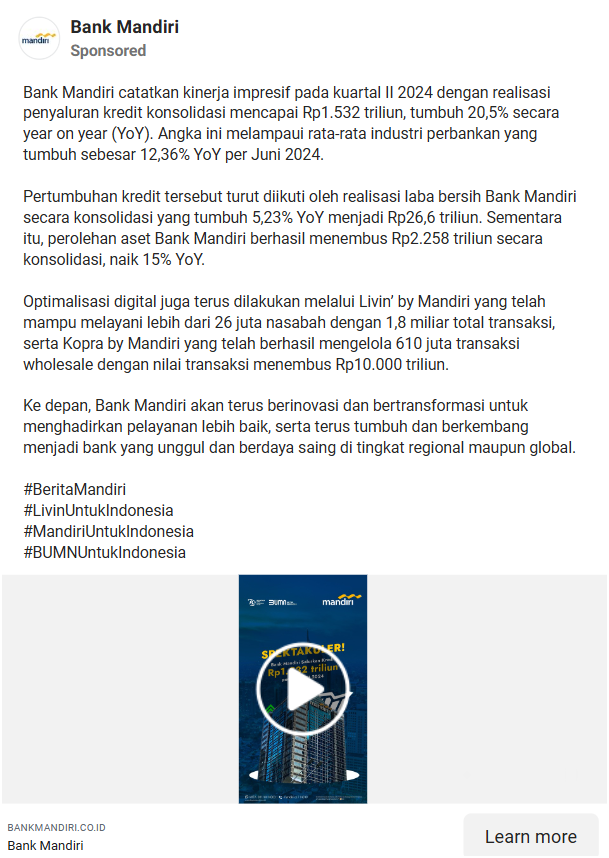 Bank Mandiri
Sponsored
mandiri
Bank Mandiri catatkan kinerja impresif pada kuartal II 2024 dengan realisasi
penyaluran kredit konsolidasi mencapai Rp1.532 triliun, tumbuh 20,5% secara
year on year (YoY). Angka ini melampaui rata-rata industri perbankan yang
tumbuh sebesar 12,36% YoY per Juni 2024.
Pertumbuhan kredit tersebut turut diikuti oleh realisasi laba bersih Bank Mandiri
secara konsolidasi yang tumbuh 5,23% YoY menjadi Rp26,6 triliun. Sementara
itu, perolehan aset Bank Mandiri berhasil menembus Rp2.258 triliun secara
konsolidasi, naik 15% YoY.
Optimalisasi digital juga terus dilakukan melalui Livin’ by Mandiri yang telah
mampu melayani lebih dari 26 juta nasabah dengan 1,8 miliar total transaksi,
serta Kopra by Mandiri yang telah berhasil mengelola 610 juta transaksi
wholesale dengan nilai transaksi menembus Rp10.000 triliun.
Ke depan, Bank Mandiri akan terus berinovasi dan bertransformasi untuk
menghadirkan pelayanan lebih baik, serta terus tumbuh dan berkembang
menjadi bank yang unggul dan berdaya saing di tingkat regional maupun global.
#BeritaMandiri
#LivinUntukIndonesia
#MandiriUntukIndonesia
#BUMNUntukIndonesia
BUMN
mandiri
SPEKTAKULER!
Bank Mandiri Salurkan Kredit
triliun
2024
BANKMANDIRI.CO.ID
Bank Mandiri
Learn more